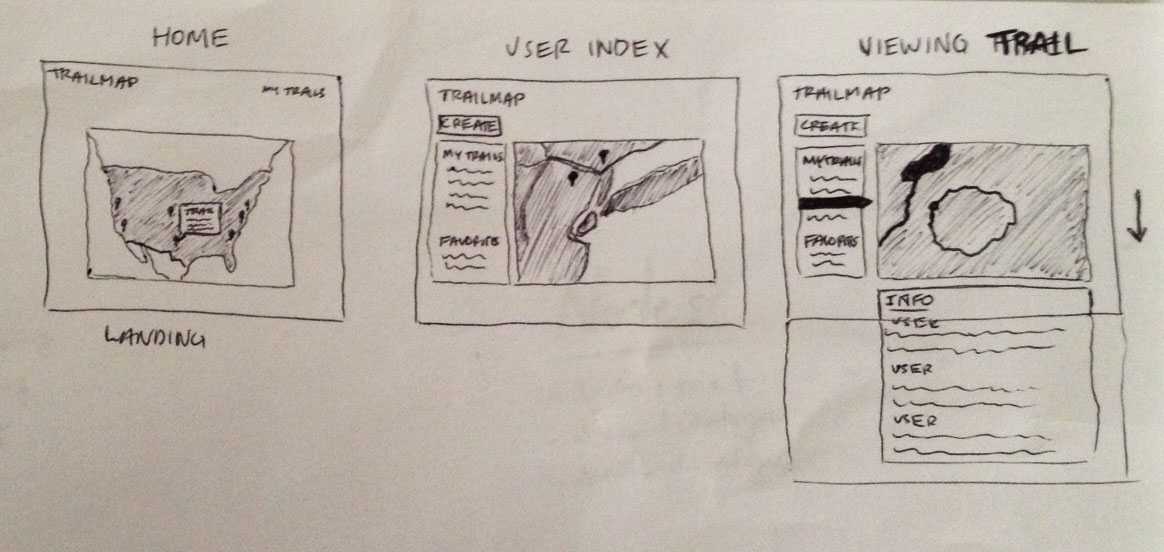 HOME
TRAILMAP
MY TRAILS
TRAIL
LANDING
USER INDEX
TRAILMAP
CREATE
MY TRAILS
FAVORITE
VIEWING TRAIL
TRAILMAP
CREATE
MY TRAILS
FAVORITES
INFO
USER
USER
USER